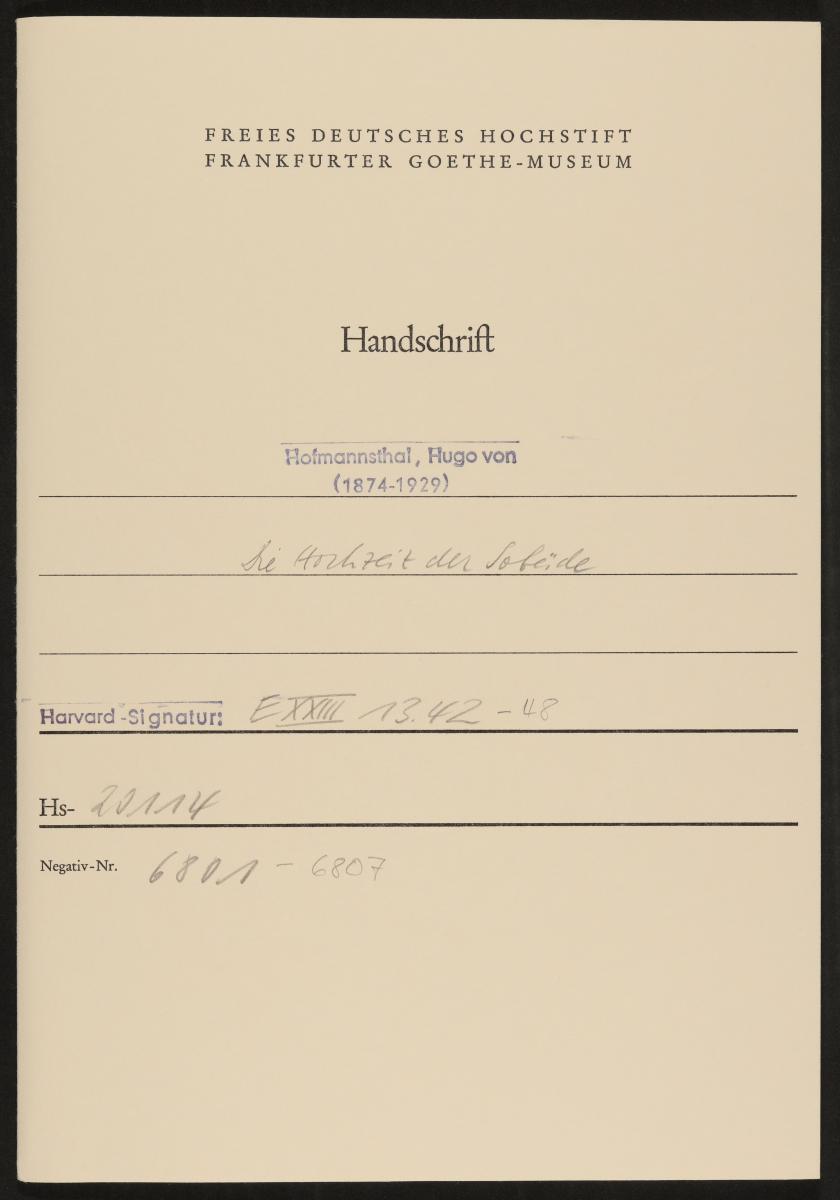 FREIES DEUTSCHES HOCHSTIFT
FRANKFURTER GOETHE-MUSEUM
Handschrift
Hofmannsthal, Hugo von
(1874-1929)
Die Hochzeit der Sobeide
Harvard-Signatur: E XXIII 13.42 - 48
Hs- 20114
Negativ-Nr. 6801 - 6807